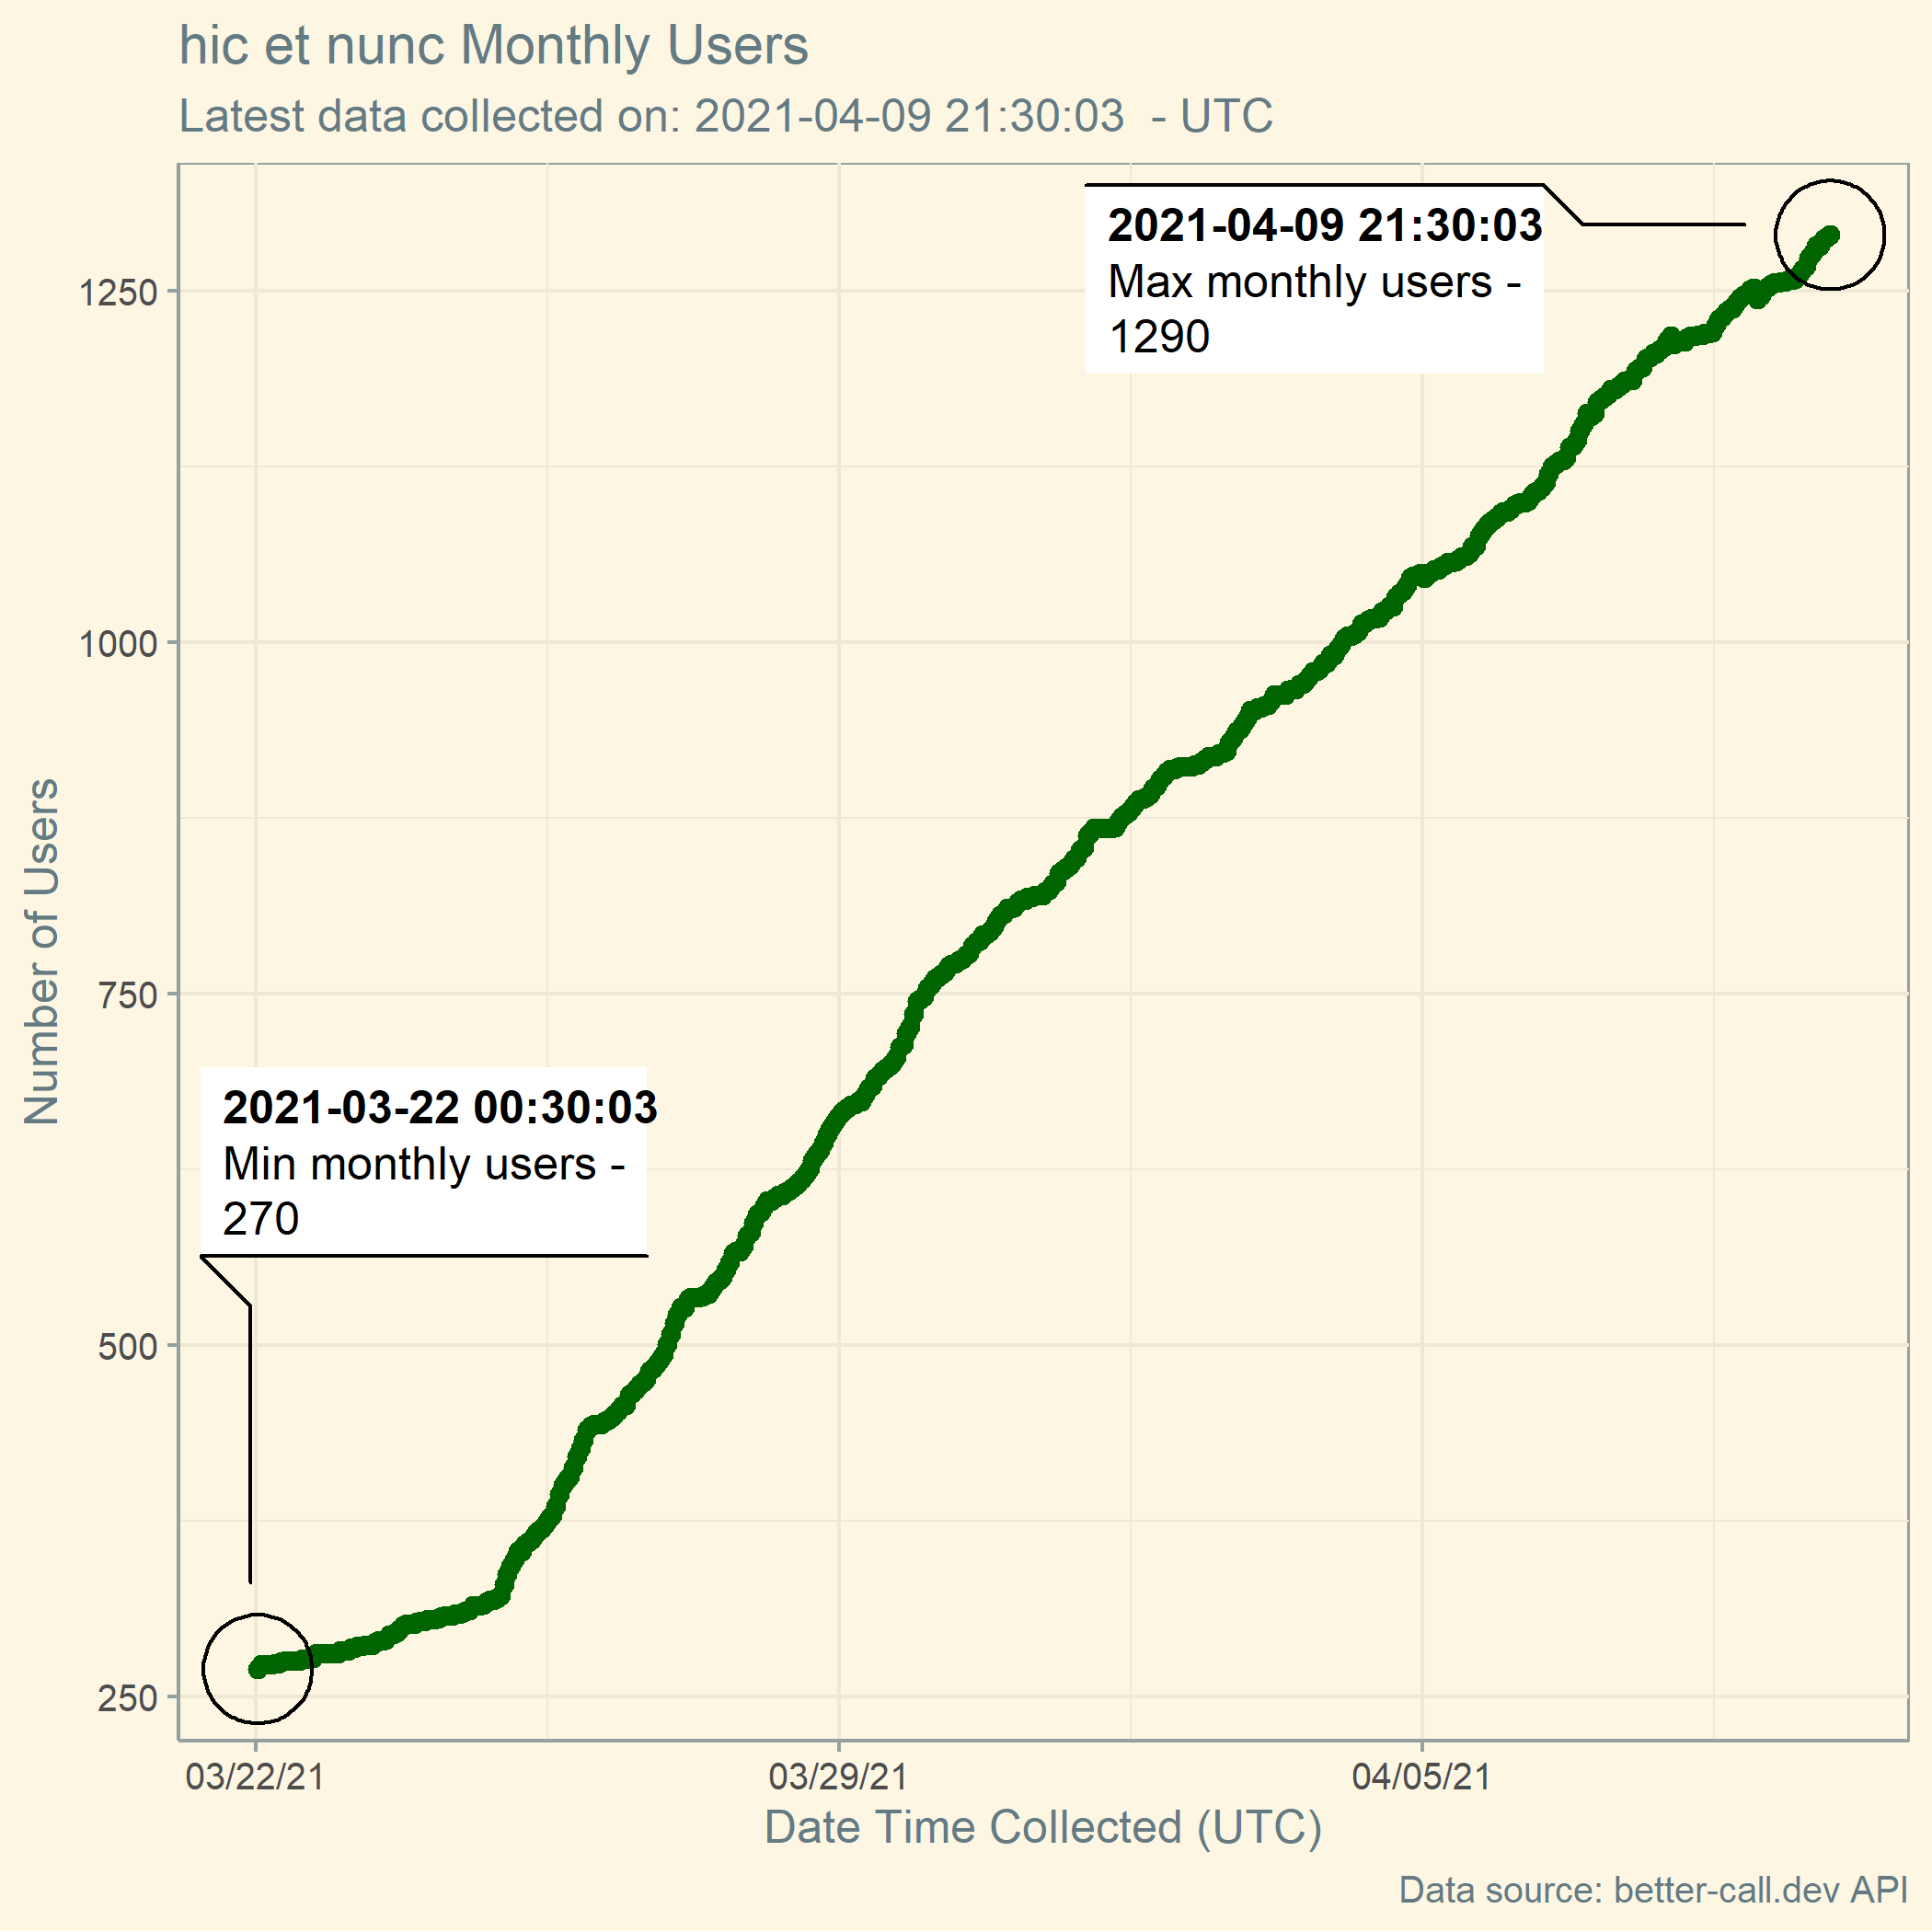 hic et nunc Monthly Users
Latest data collected on: 2021-04-09 21:30:03  - UTC
2021-04-09 21:30:03
Max monthly users -
1290
1250
1000
750
500
250
Number of Users
2021-03-22 00:30:03
Min monthly users -
270
03/22/21
03/29/21
04/05/21
Date Time Collected (UTC)
Data source: better-call.dev API